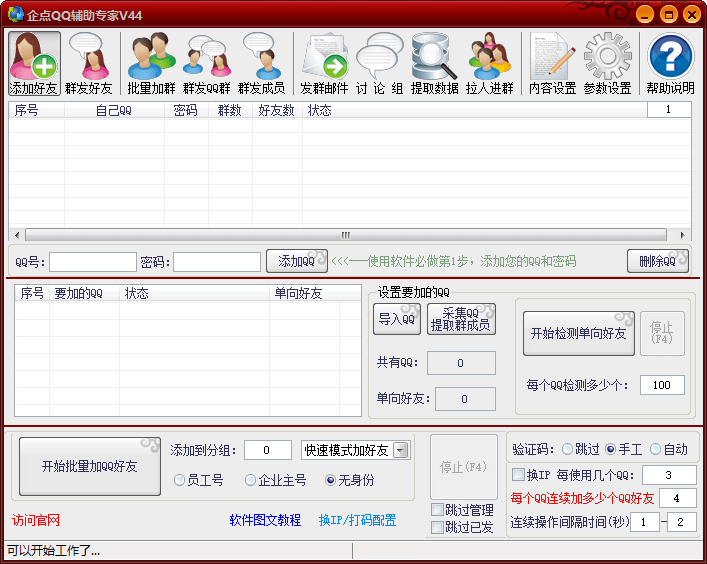 企点QQ辅助专家V44
添加好友 群发好友 批量加群 群发QQ群 群发成员 发群邮件 讨 论 组 提取数据 拉人进群 内容设置 参数设置 帮助说明
序号 自己QQ 密码 群数 好友数 状态 1
QQ号: 密码: 添加QQ <<<──使用软件必做第1步，添加您的QQ和密码 删除QQ
序号 要加的QQ 状态 单向好友
设置要加的QQ
导入QQ 采集QQ
提取群成员
共有QQ: 0
单向好友: 0
开始检测单向好友 停止
(F4)
每个QQ检测多少个: 100
开始批量加QQ好友
添加到分组: 0 快速模式加好友
员工号 企业主号 无身份
停止(F4)
跳过管理
跳过已发
验证码: 跳过 手工 自动
换IP 每使用几个QQ: 3
每个QQ连续加多少个QQ好友 4
连续操作间隔时间(秒) 1 - 2
访问官网 软件图文教程 换IP/打码配置
可以开始工作了...